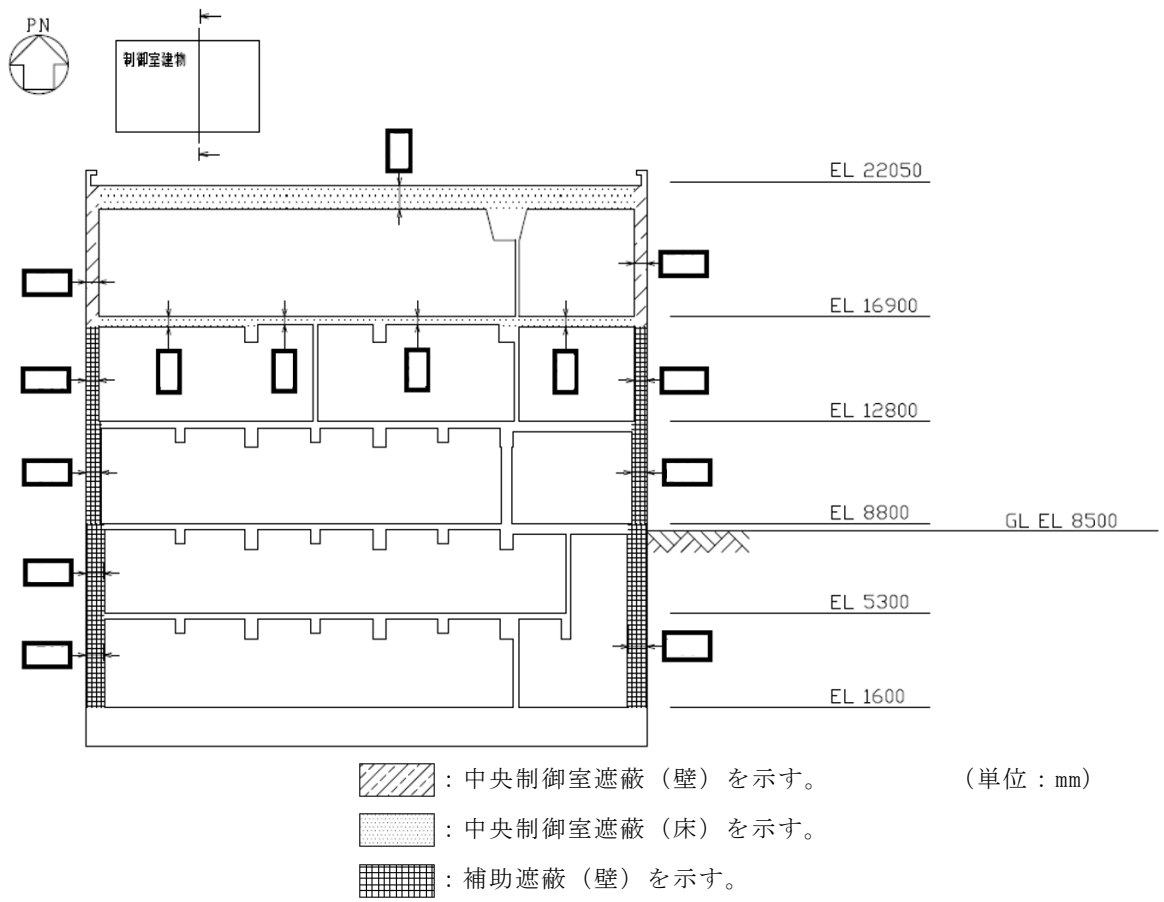 PN
制御室建物
EL 22050
EL 16900
EL 12800
EL 8800
GL EL 8500
EL 5300
EL 1600
：中央制御室遮蔽（壁）を示す。 （単位：mm）
：中央制御室遮蔽（床）を示す。
：補助遮蔽（壁）を示す。